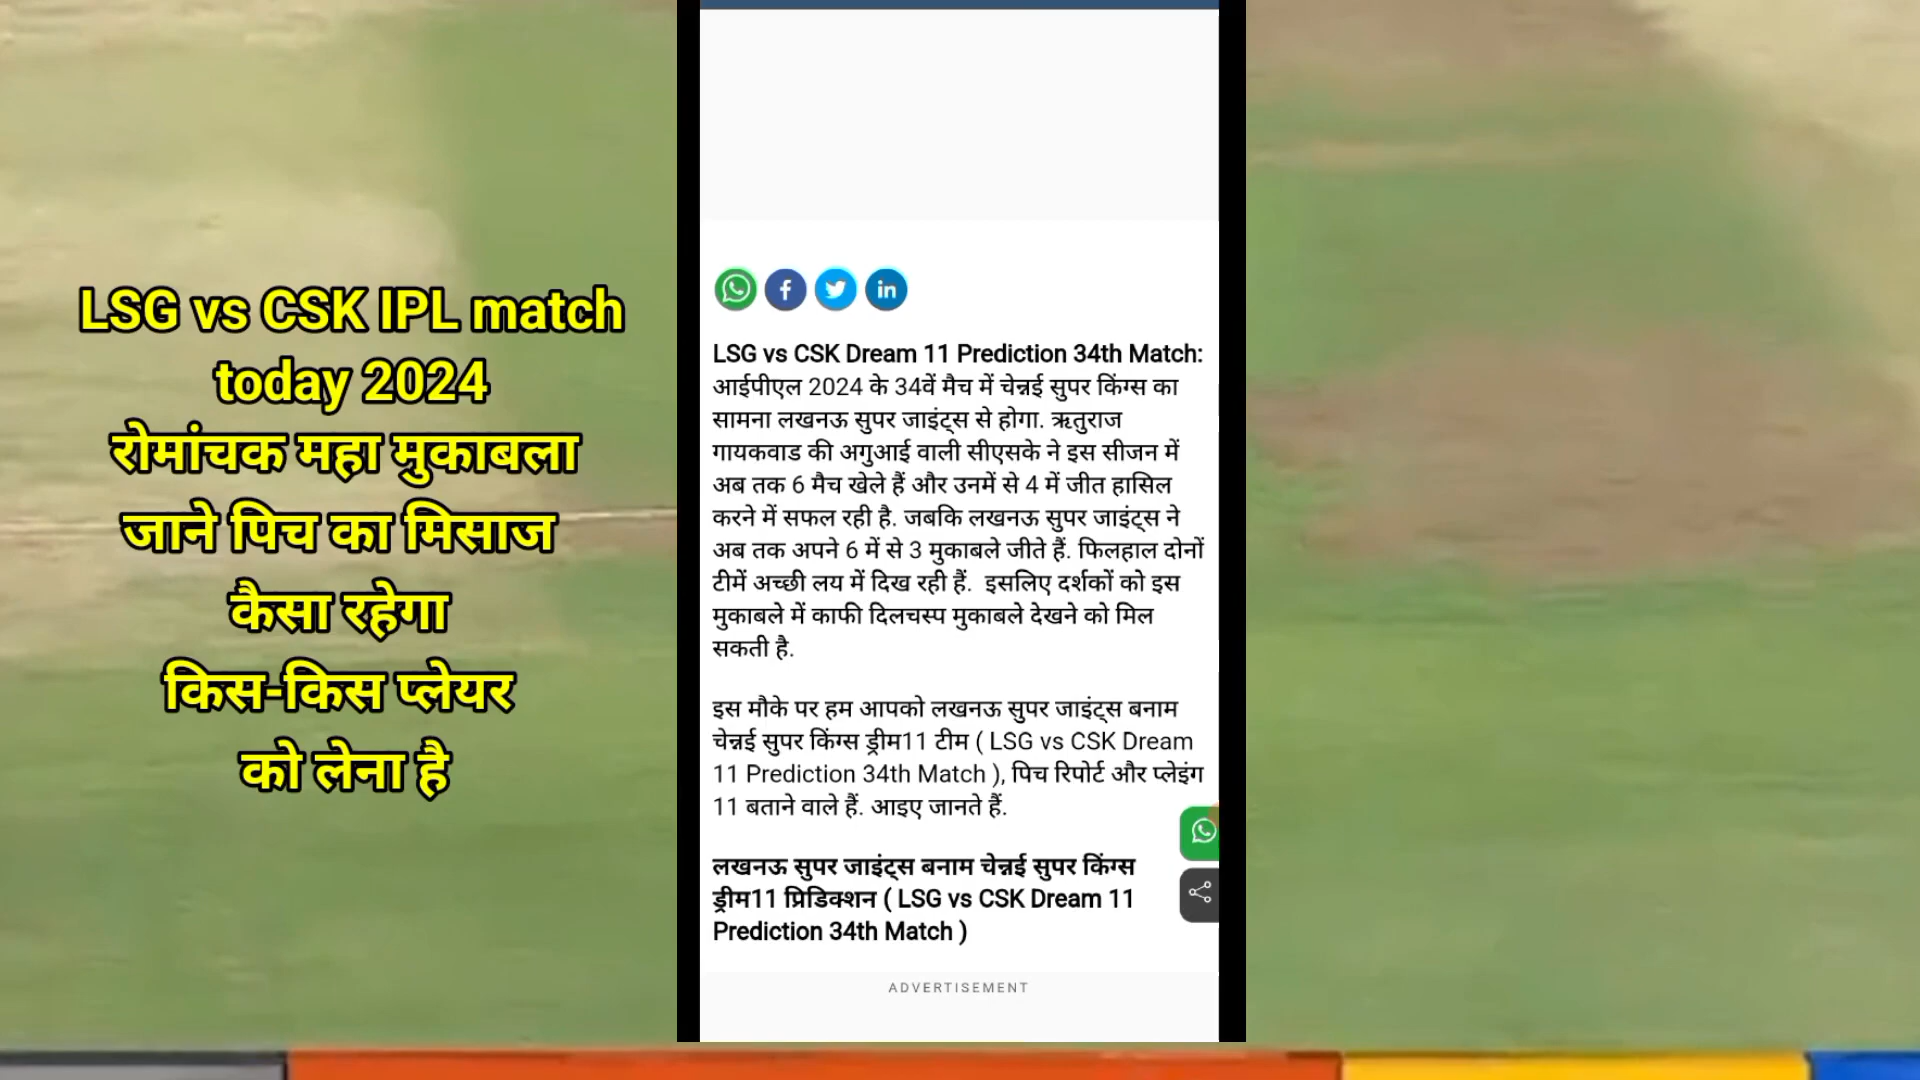 LSG vs CSK IPL match
today 2024
रोमांचक महा मुकाबला
जाने पिच का मिसाज
कैसा रहेगा
किस-किस प्लेयर
को लेना है
LSG vs CSK Dream 11 Prediction 34th Match:
आईपीएल 2024 के 34वें मैच में चेन्नई सुपर किंग्स का
सामना लखनऊ सुपर जाइंट्स से होगा. ऋतुराज
गायकवाड की अगुआई वाली सीएसके ने इस सीजन में
अब तक 6 मैच खेले हैं और उनमें से 4 में जीत हासिल
करने में सफल रही है. जबकि लखनऊ सुपर जाइंट्स ने
अब तक अपने 6 में से 3 मुकाबले जीते हैं. फिलहाल दोनों
टीमें अच्छी लय में दिख रही हैं. इसलिए दर्शकों को इस
मुकाबले में काफी दिलचस्प मुकाबले देखने को मिल
सकती है.
इस मौके पर हम आपको लखनऊ सुपर जाइंट्स बनाम
चेन्नई सुपर किंग्स ड्रीम11 टीम ( LSG vs CSK Dream
11 Prediction 34th Match ), पिच रिपोर्ट और प्लेइंग
11 बताने वाले हैं. आइए जानते हैं.
लखनऊ सुपर जाइंट्स बनाम चेन्नई सुपर किंग्स
ड्रीम11 प्रिडिक्शन ( LSG vs CSK Dream 11
Prediction 34th Match )
ADVERTISEMENT